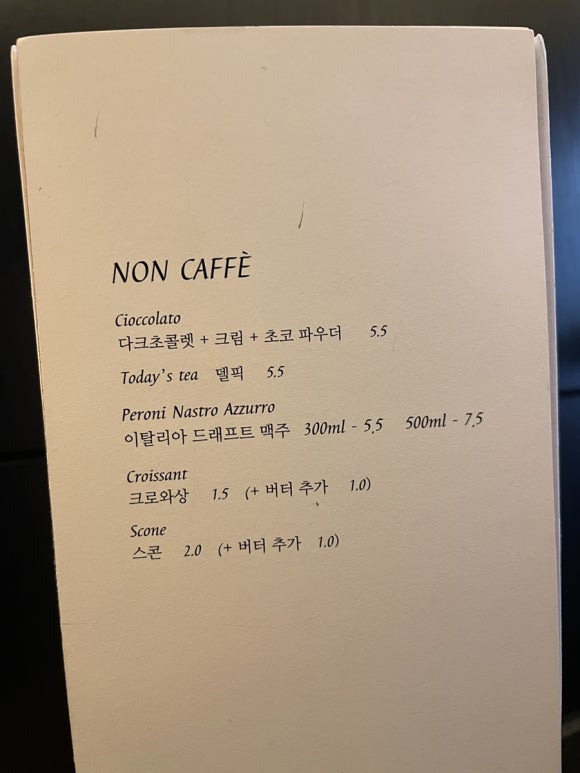 NON CAFFÈ
Cioccolato
다크초콜렛 + 크림 + 초코 파우더 5.5
Today's tea 델픽 5.5
Peroni Nastro Azzurro
이탈리아 드래프트 맥주 300ml - 5,5 500ml - 7,5
Croissant
크로와상 1.5 (+ 버터 추가 1.0)
Scone
스콘 2.0 (+ 버터 추가 1.0)